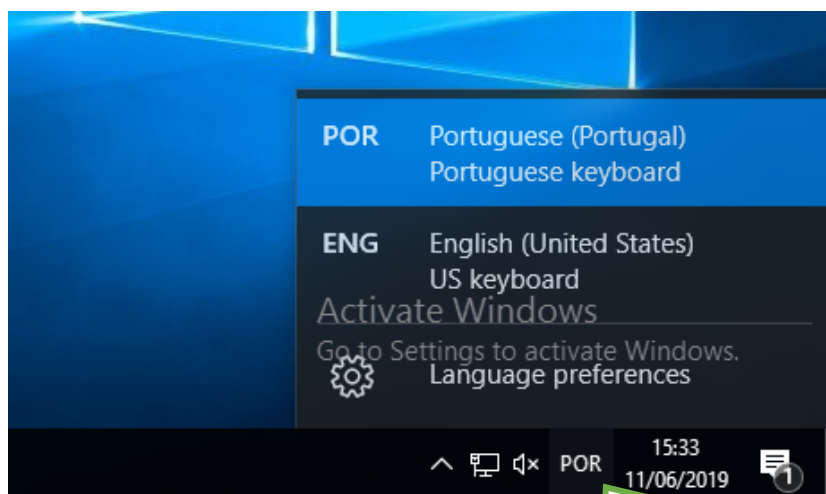 POR Portuguese (Portugal)
Portuguese keyboard
ENG English (United States)
US keyboard
Activate Windows
Go to Settings to activate Windows.
Language preferences
POR 15:33
11/06/2019
1